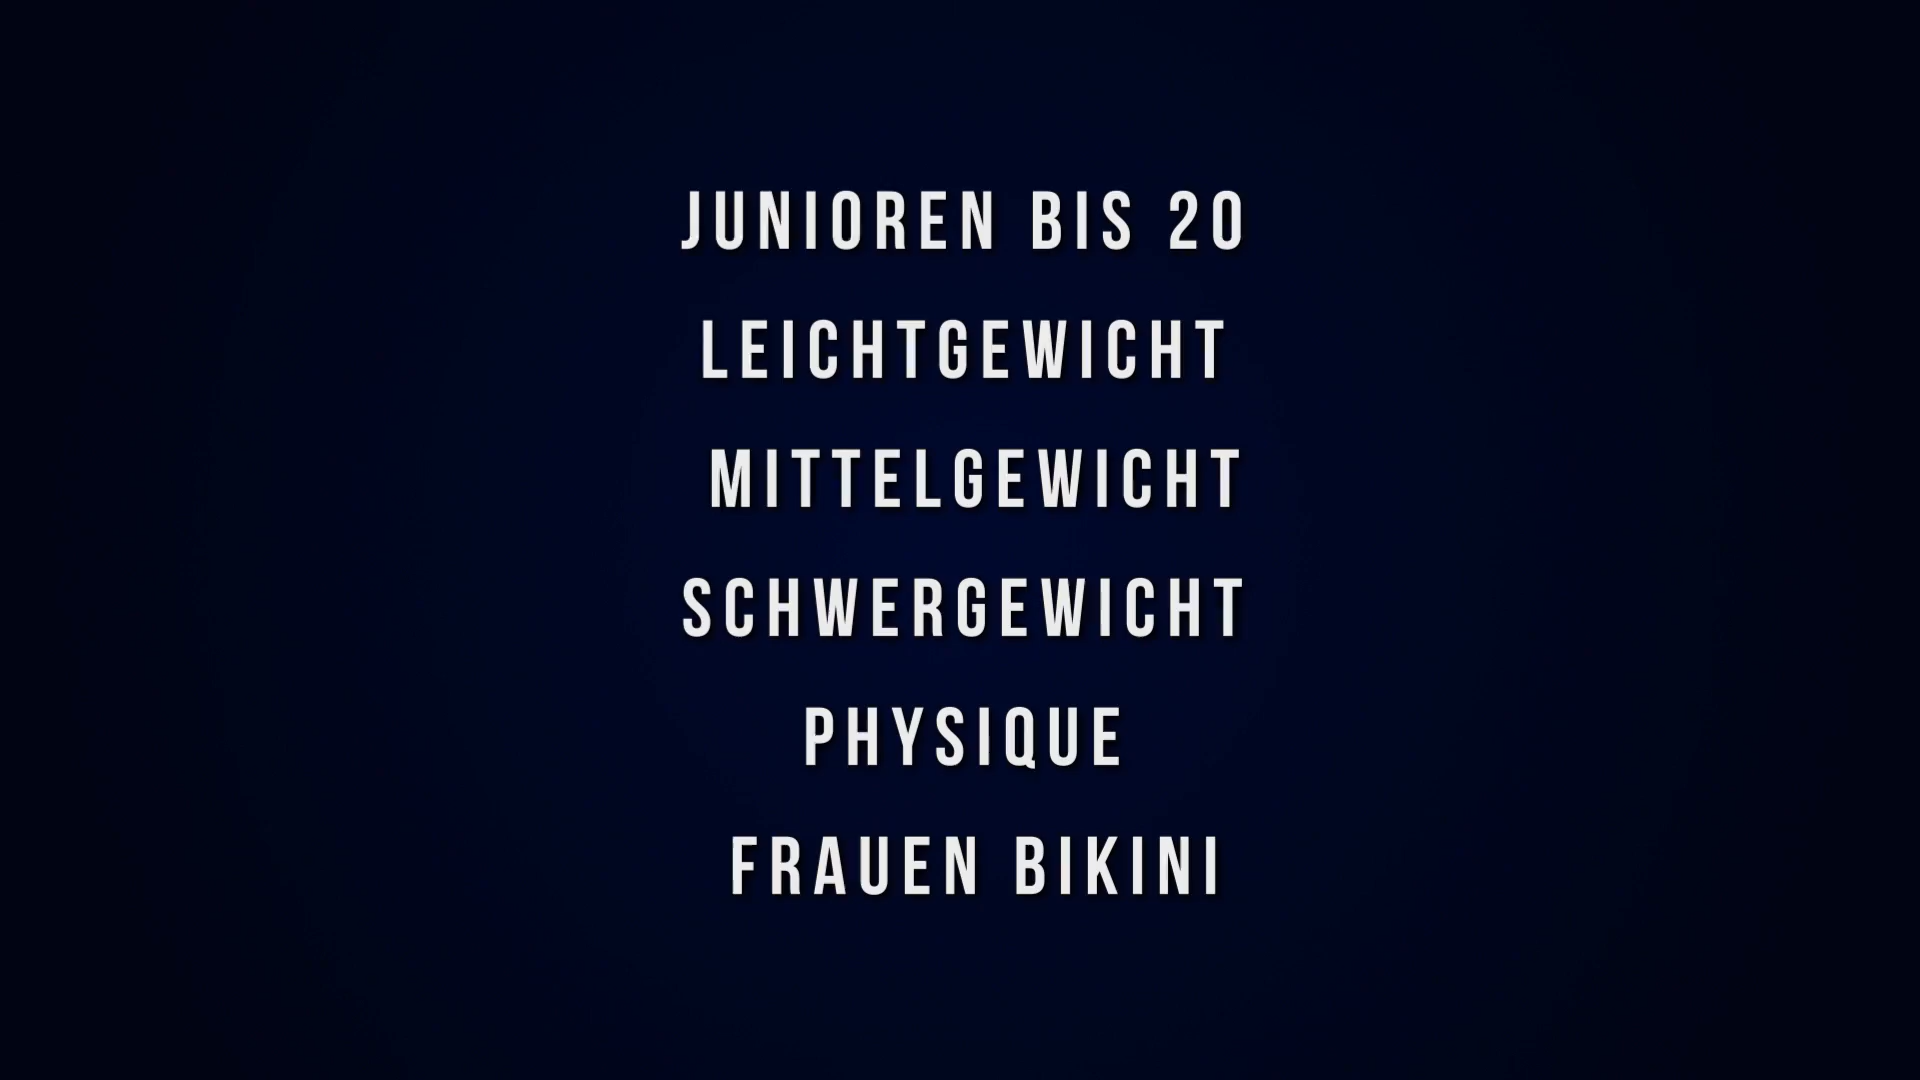 JUNIOREN BIS 20
LEICHTGEWICHT
MITTELGEWICHT
SCHWERGEWICHT
PHYSIQUE
FRAUEN BIKINI